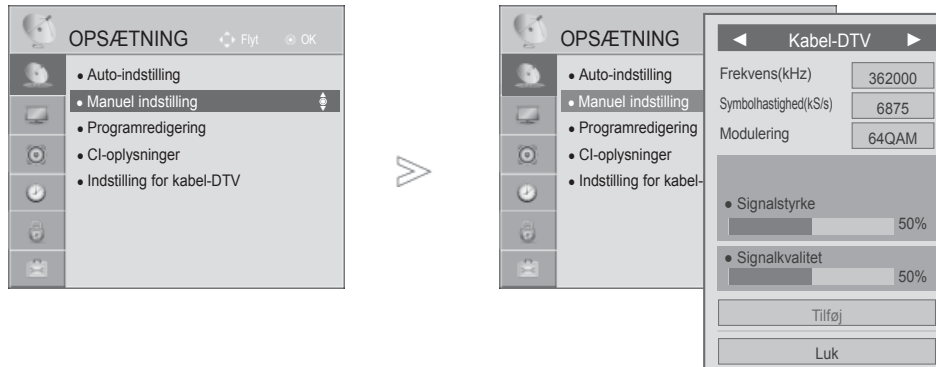 OPSÆTNING Flyt OK
• Auto-indstilling
• Manuel indstilling
• Programredigering
• CI-oplysninger
• Indstilling for kabel-DTV
OPSÆTNING
• Auto-indstilling
• Manuel indstilling
• Programredigering
• CI-oplysninger
• Indstilling for kabel-
◀ Kabel-DTV ▶
Frekvens(kHz) 362000
Symbolhastighed(kS/s) 6875
Modulering 64QAM
• Signalstyrke
50%
• Signalkvalitet
50%
Tilføj
Luk